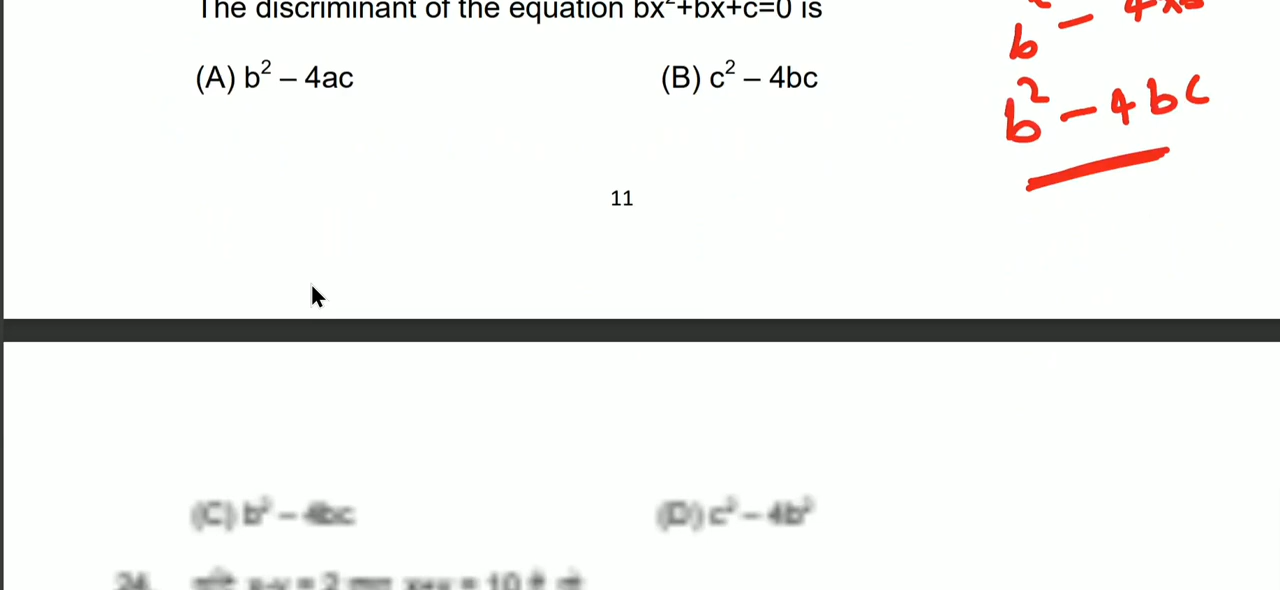 The discriminant of the equation bx²+bx+c=0 is
(A) b² – 4ac
(B) c² – 4bc
b² – 4bc
11
(C) b² – 4bc
(D) c² – 4b²